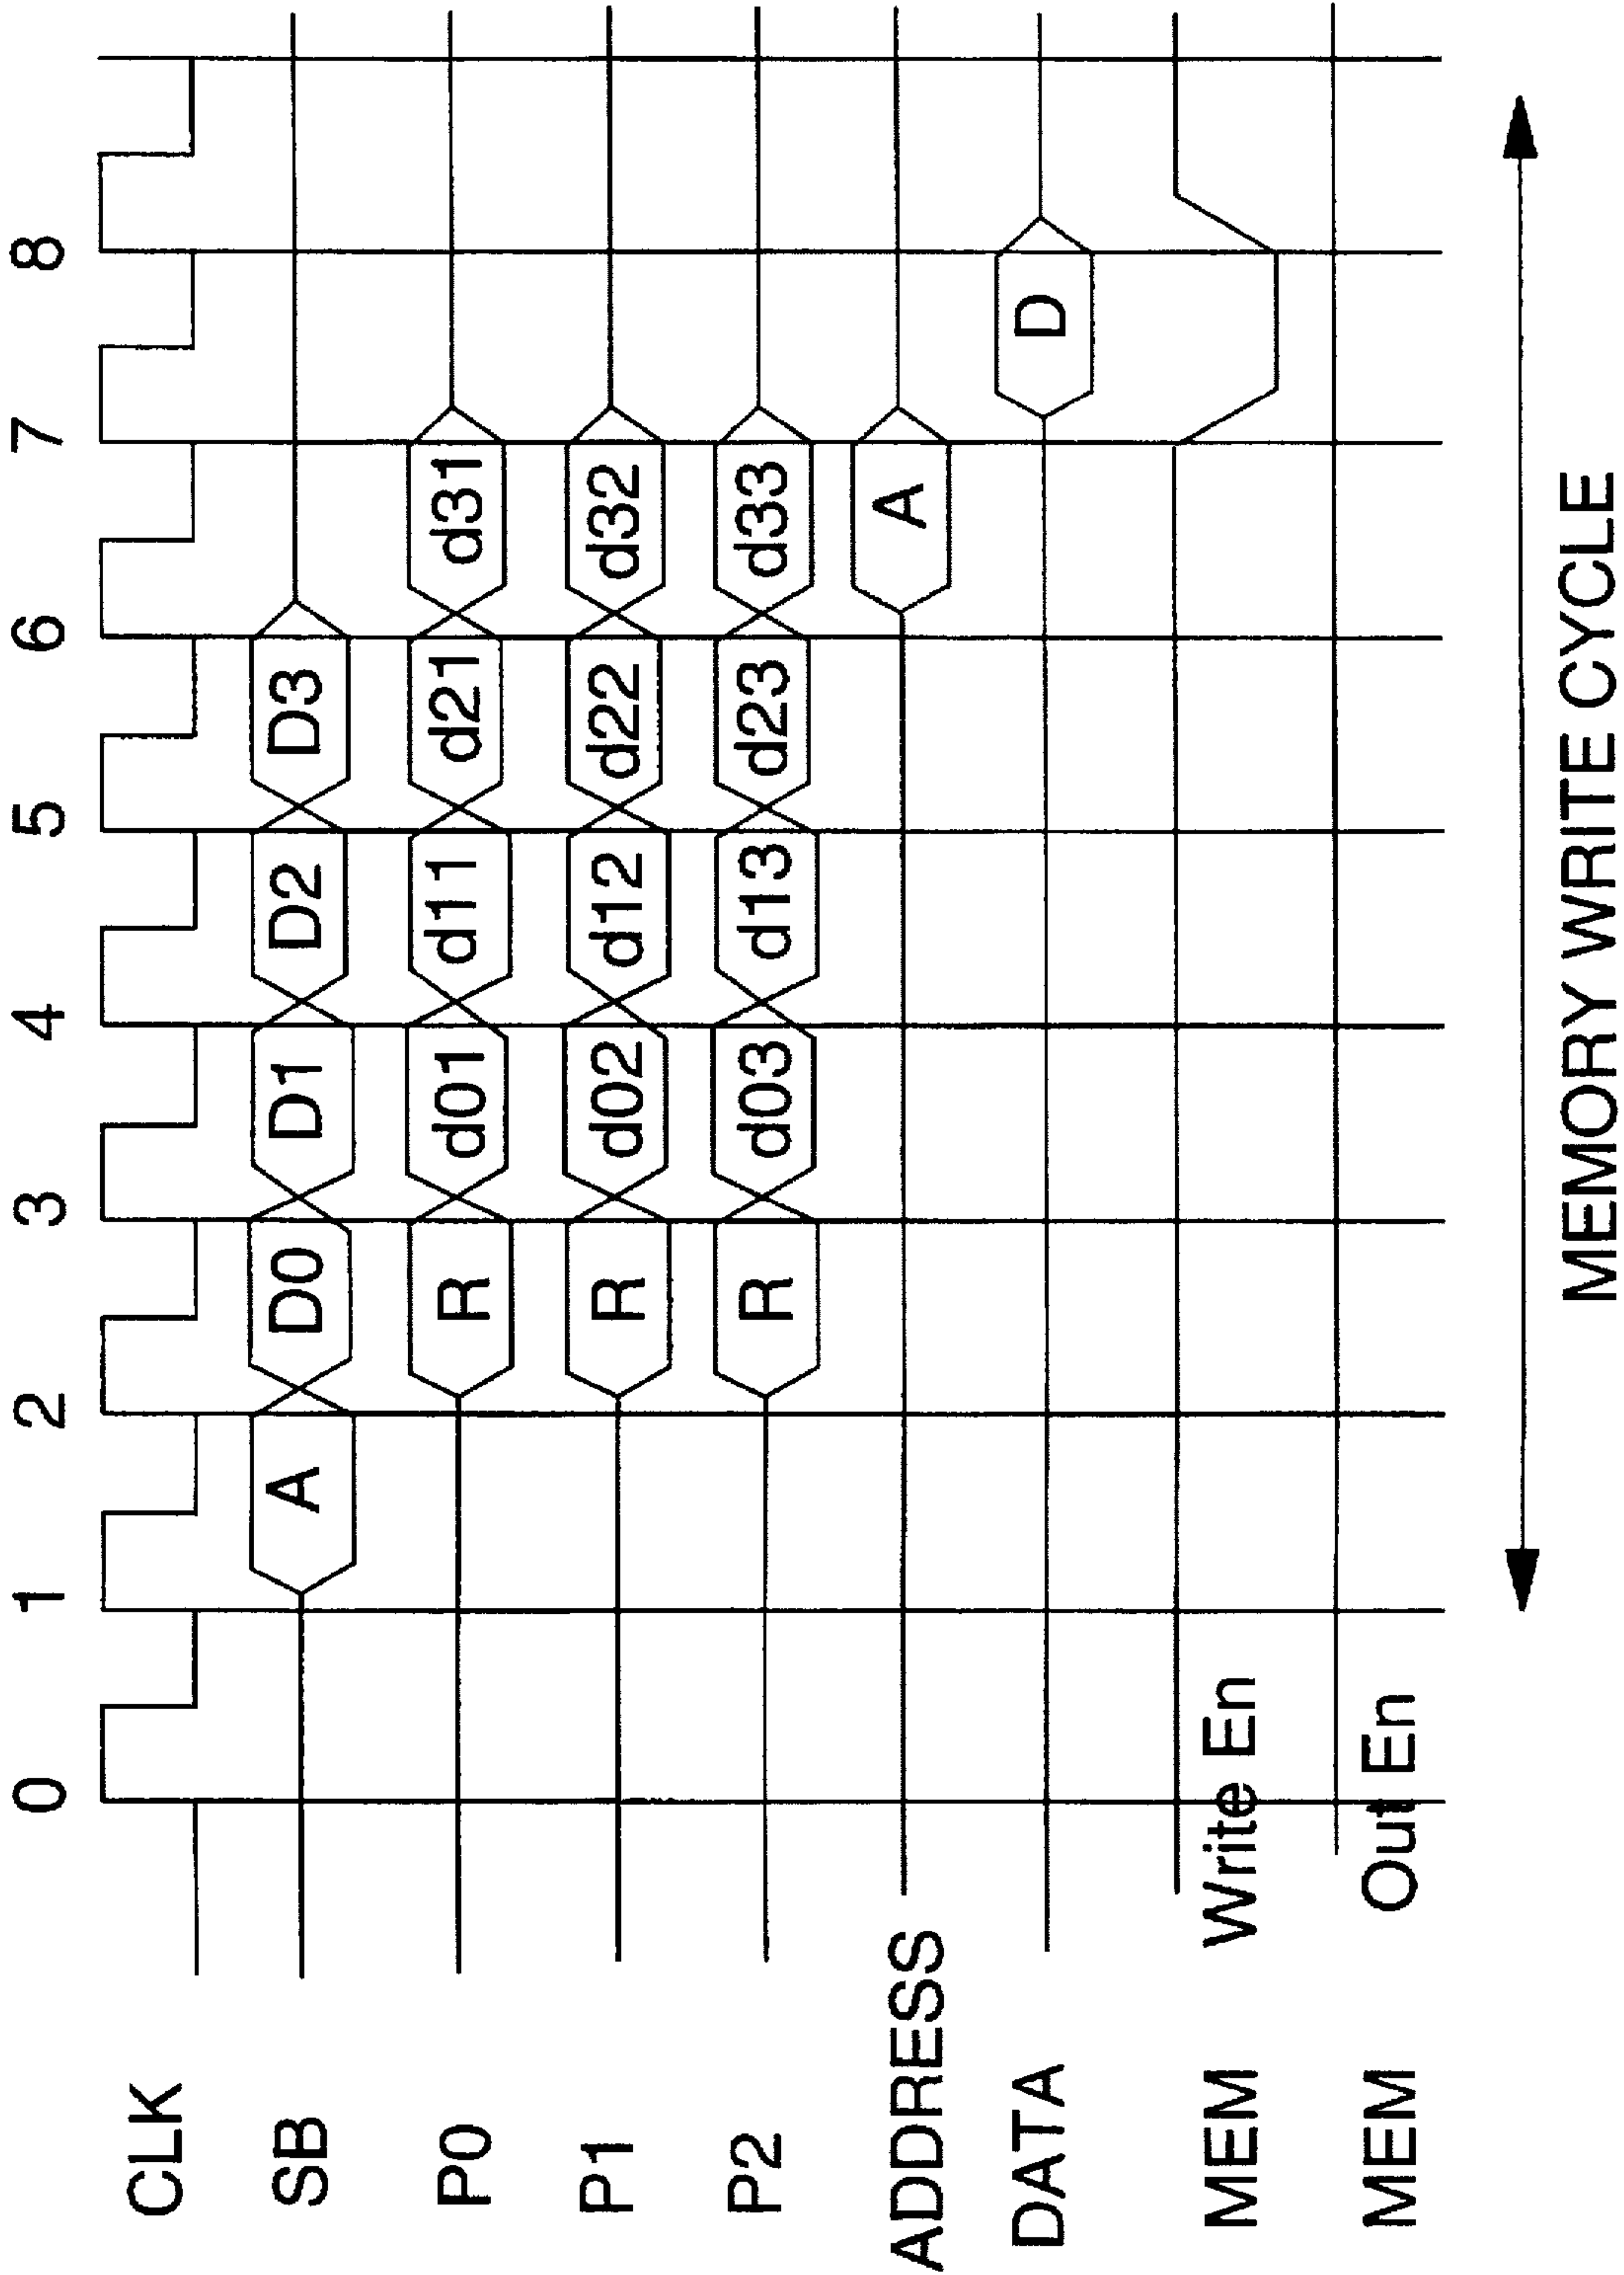 0 1 2 3 4 5 6 7 8
CLK
SB A D0 D1 D2 D3
P0 R d01 d11 d21 d31
P1 R d02 d12 d22 d32
P2 R d03 d13 d23 d33
ADDRESS A
DATA D
MEM Write En
MEM Out En
MEMORY WRITE CYCLE